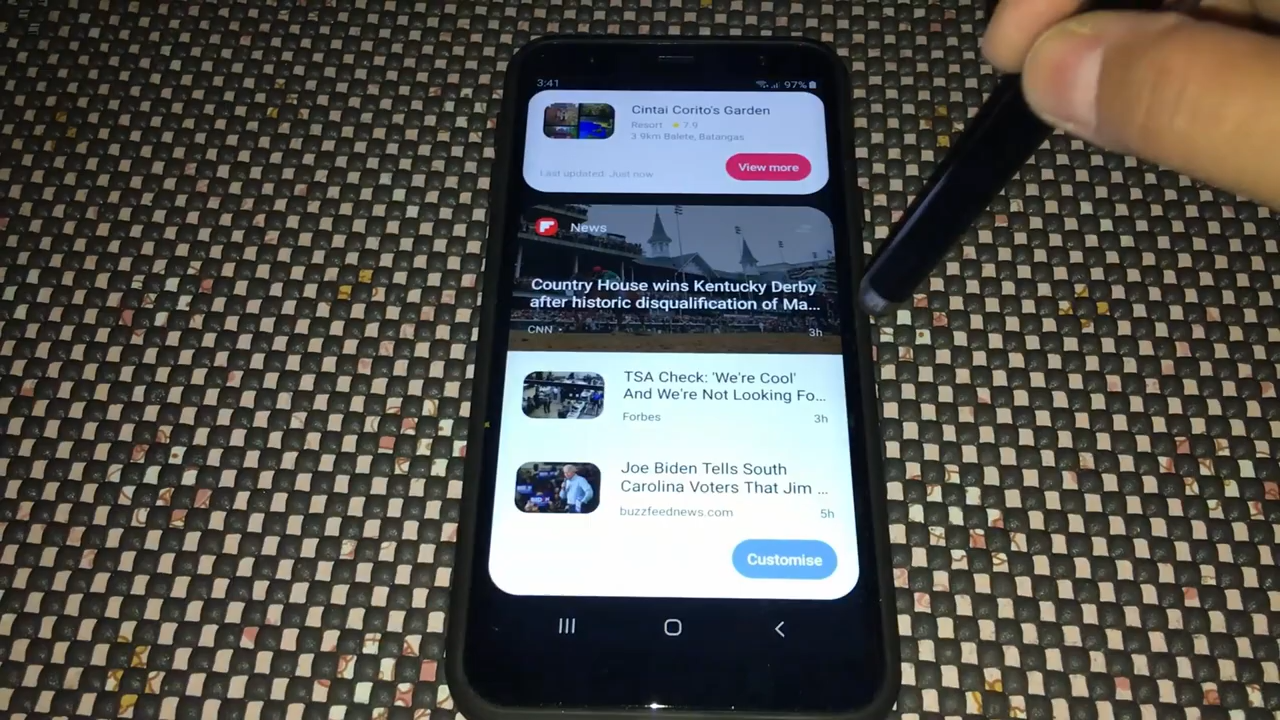 3:41
97%
Cintai Corito's Garden
Resort ★ 7.9
3.9km Balete, Batangas
Last updated: Just now
View more
News
Country House wins Kentucky Derby
after historic disqualification of Ma...
CNN •
3h
TSA Check: 'We're Cool'
And We're Not Looking Fo...
Forbes
3h
Joe Biden Tells South
Carolina Voters That Jim ...
buzzfeednews.com
5h
Customise